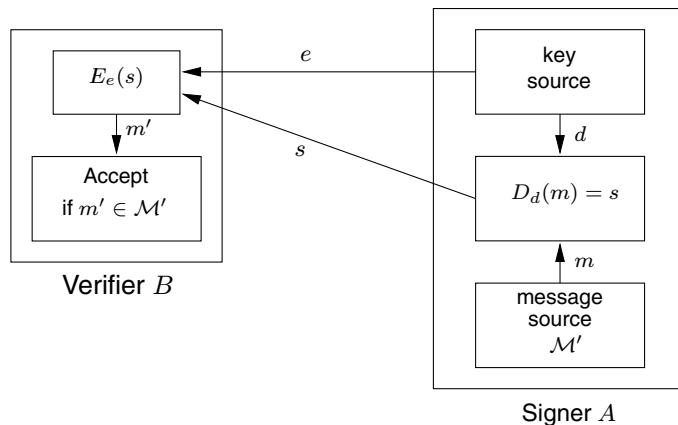 E_e(s)
m′
Accept
if m′ ∈ ℳ′
Verifier B
e
s
key
source
d
D_d(m) = s
m
message
source
ℳ′
Signer A